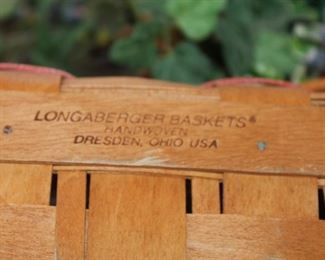 LONGABERGER BASKETS®
HANDWOVEN
DRESDEN, OHIO USA